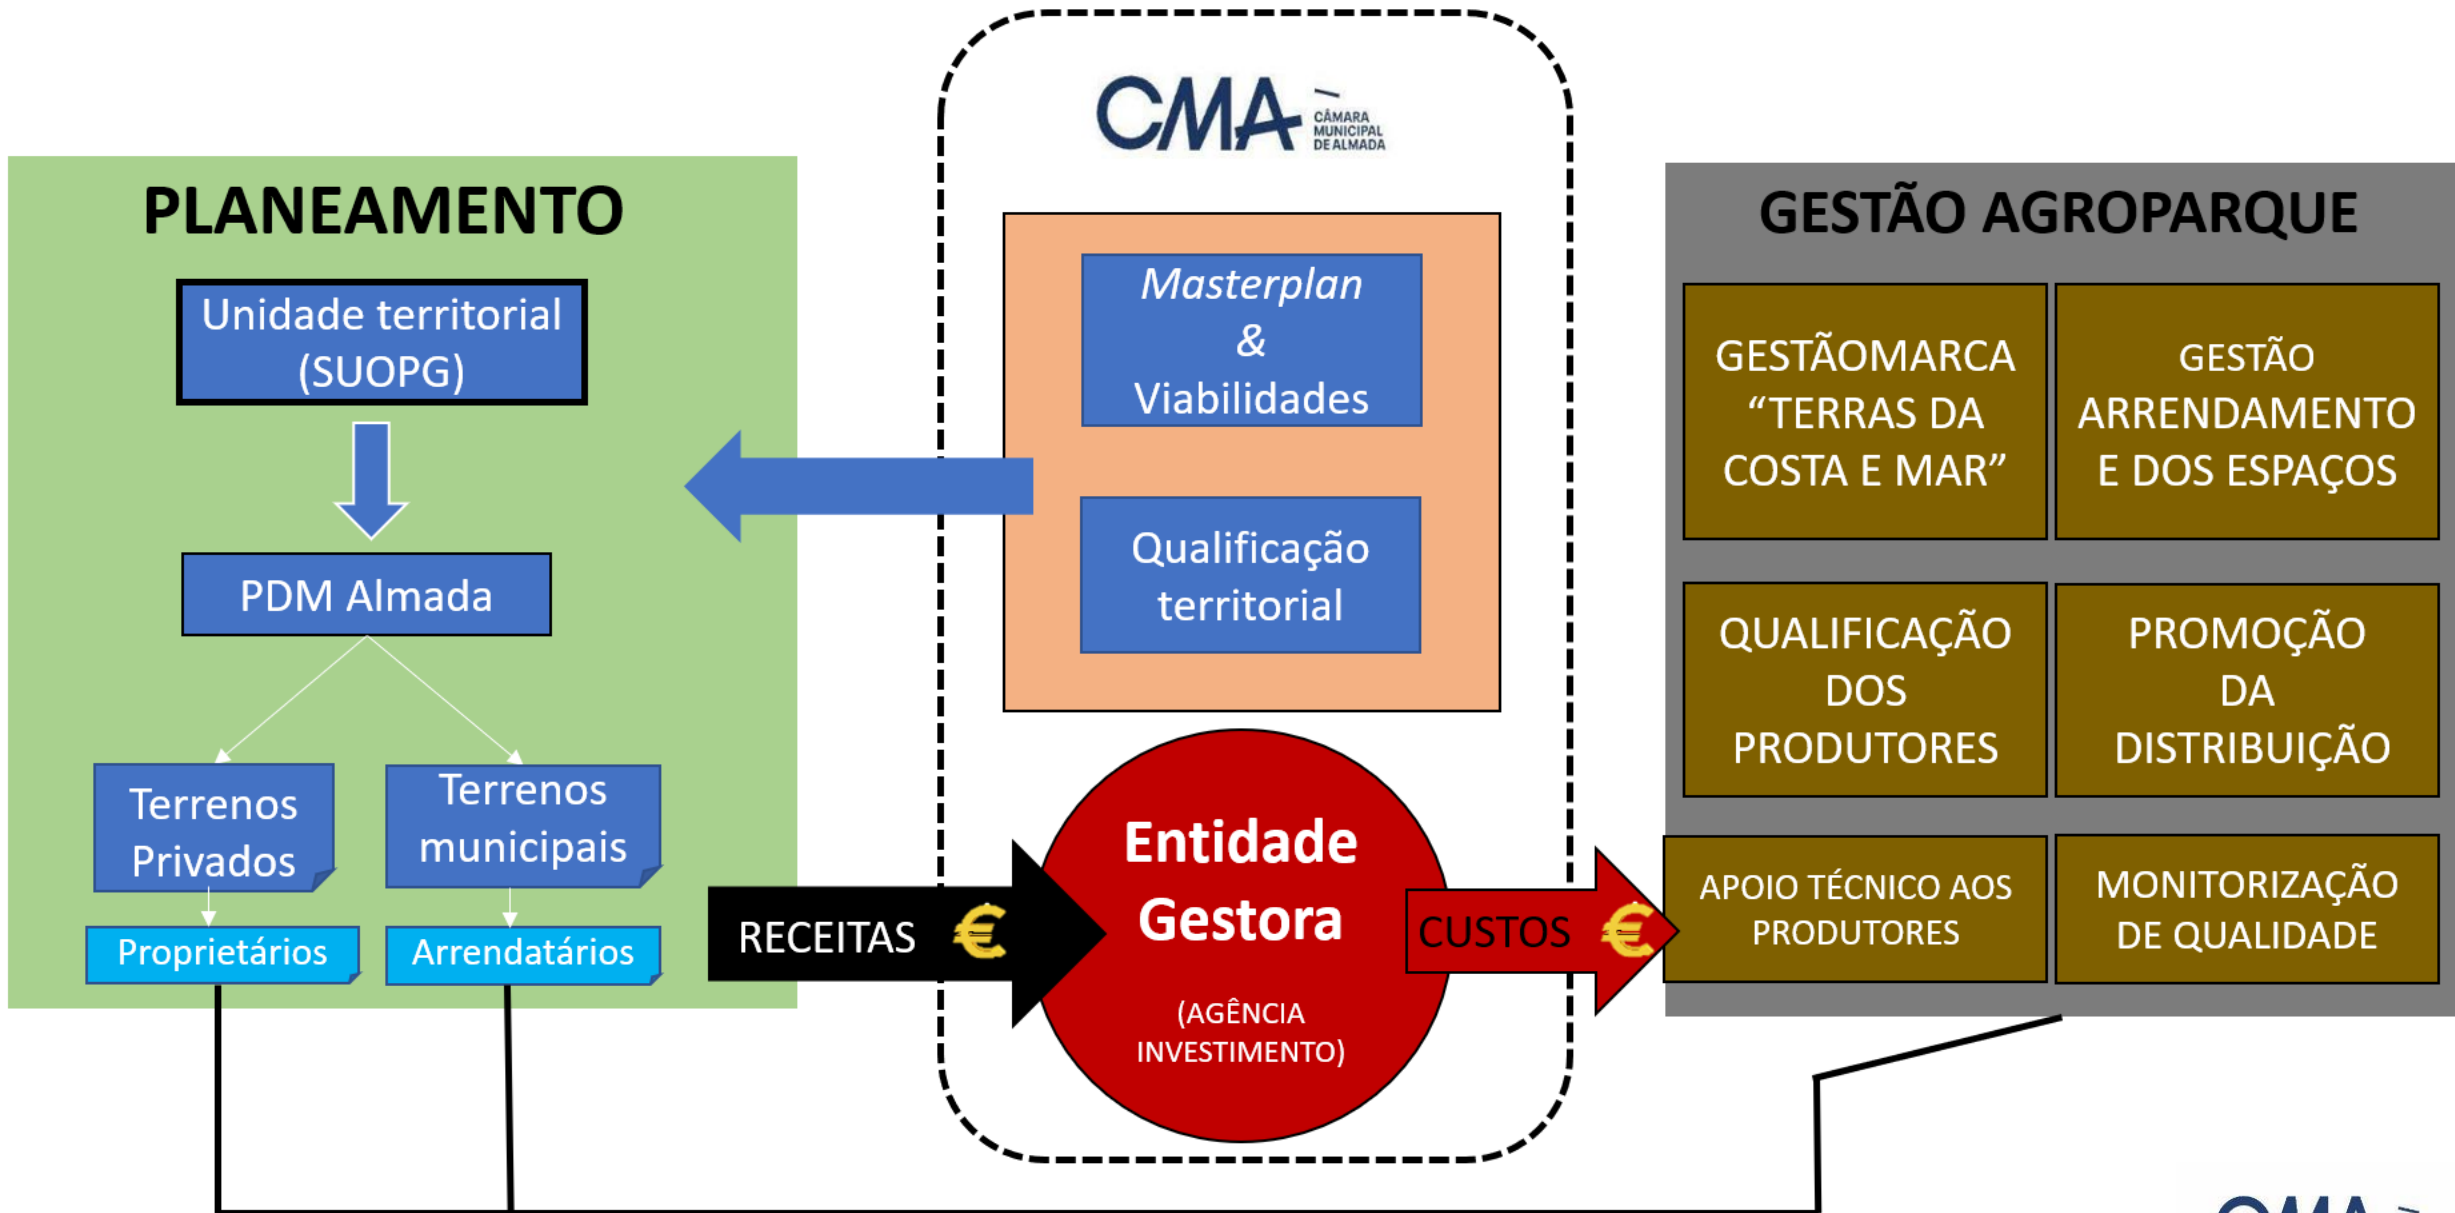 CMA
CÂMARA
MUNICIPAL
DE ALMADA
PLANEAMENTO
Unidade territorial
(SUOPG)
PDM Almada
Terrenos
Privados
Terrenos
municipais
Proprietários
Arrendatários
Masterplan
&
Viabilidades
Qualificação
territorial
RECEITAS €
Entidade
Gestora
(AGÊNCIA
INVESTIMENTO)
CUSTOS €
GESTÃO AGROPARQUE
GESTÃOMARCA
“TERRAS DA
COSTA E MAR”
GESTÃO
ARRENDAMENTO
E DOS ESPAÇOS
QUALIFICAÇÃO
DOS
PRODUTORES
PROMOÇÃO
DA
DISTRIBUIÇÃO
APOIO TÉCNICO AOS
PRODUTORES
MONITORIZAÇÃO
DE QUALIDADE
CMA